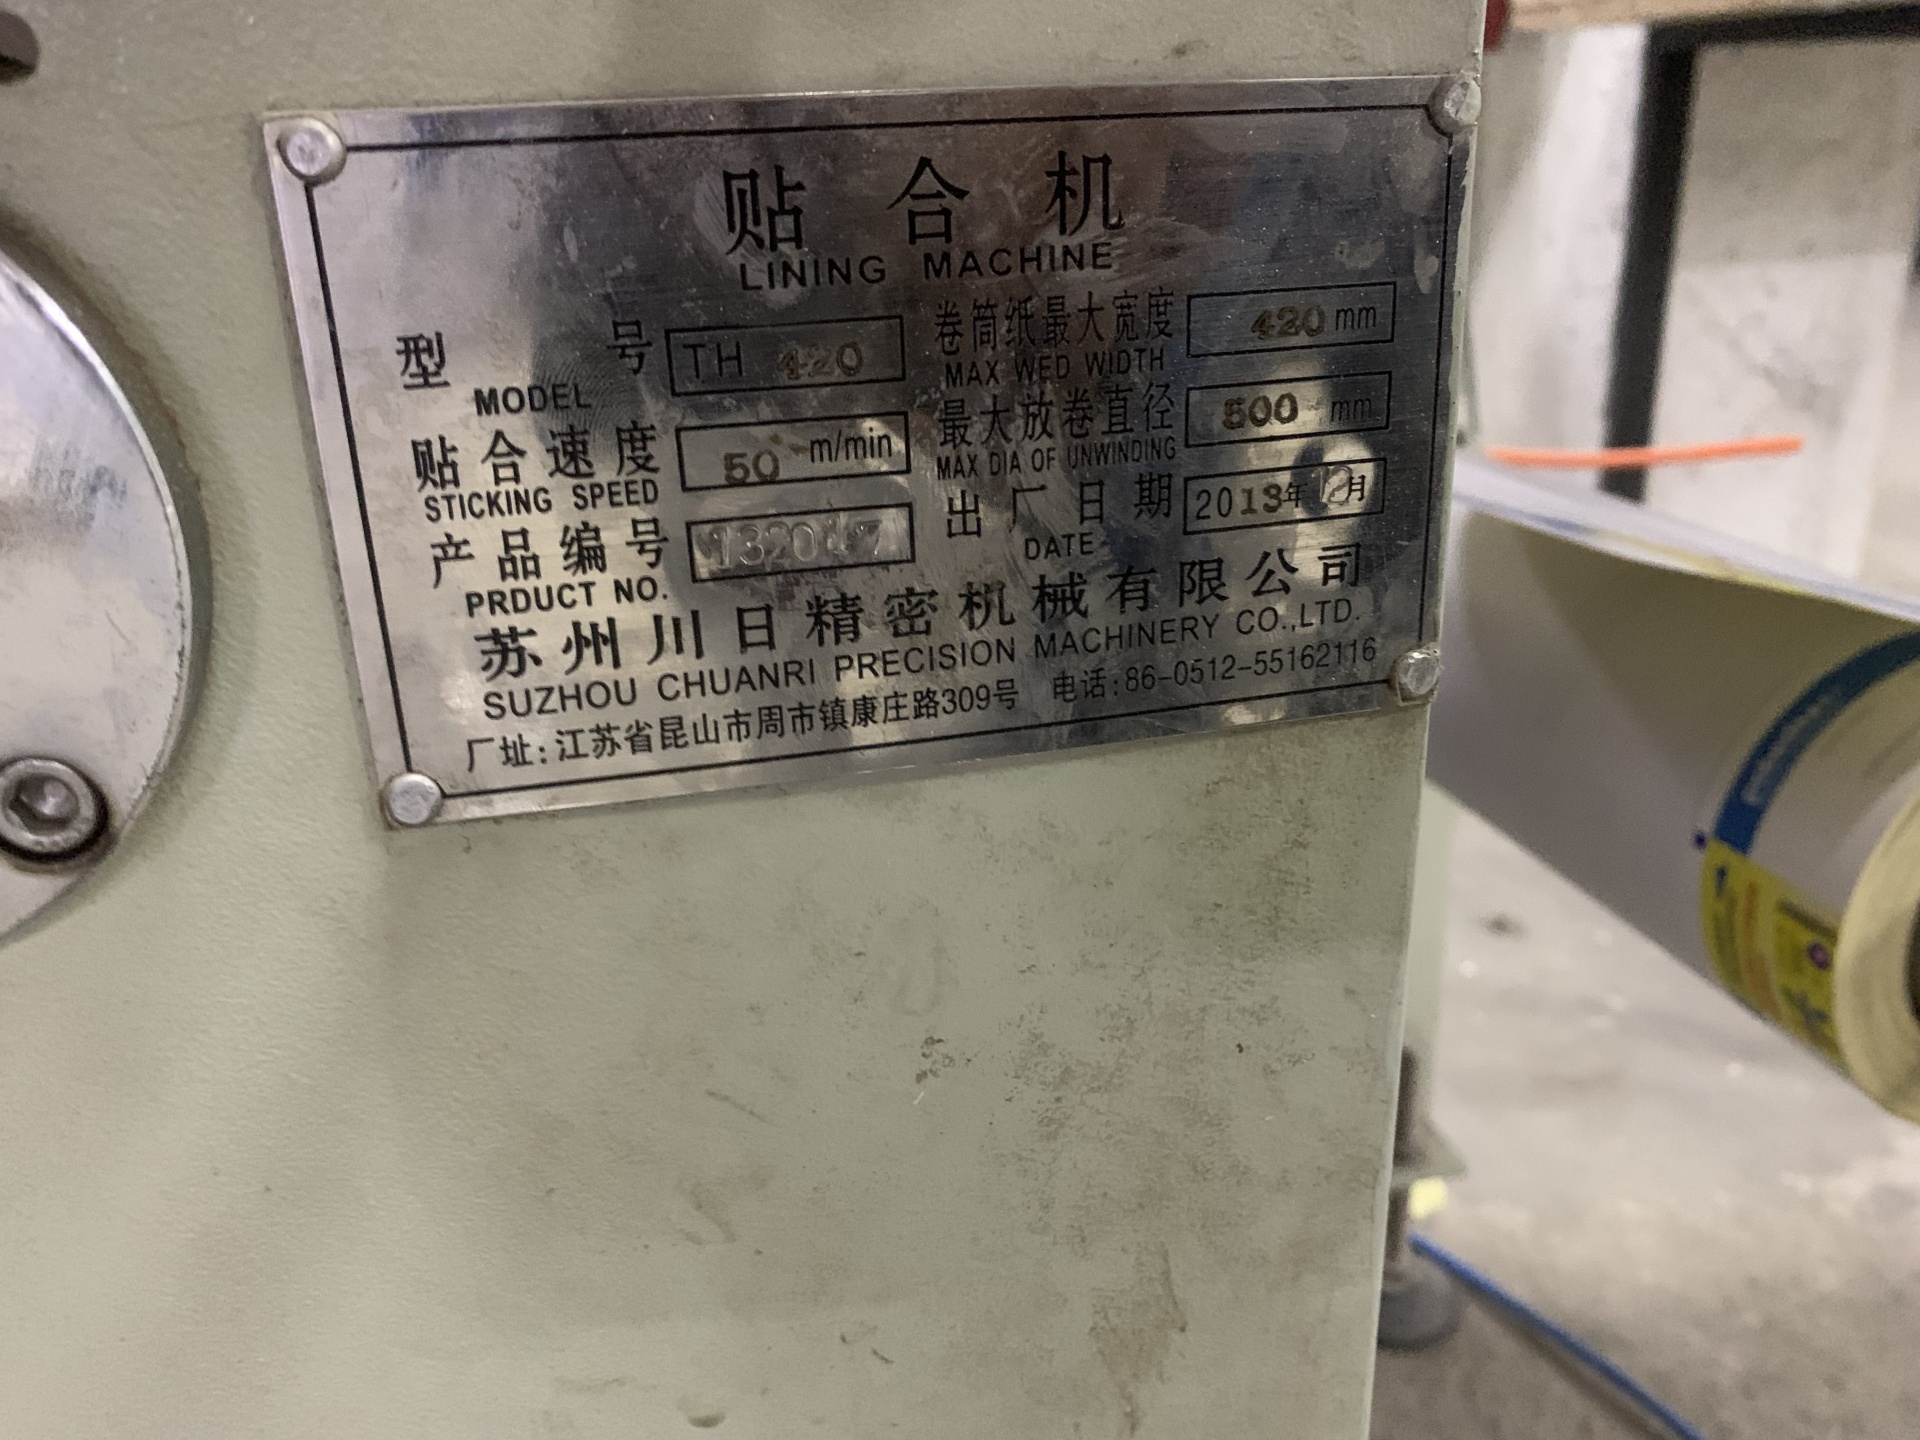 贴合机
LINING MACHINE
型号 TH 420 卷筒纸最大宽度 420 mm
MODEL MAX WED WIDTH
贴合速度 50 m/min 最大放卷直径 500 mm
STICKING SPEED MAX DIA OF UNWINDING
产品编号 出厂日期 2013年12月
PRDUCT NO. DATE
苏州川日精密机械有限公司
SUZHOU CHUANRI PRECISION MACHINERY CO.,LTD.
厂址:江苏省昆山市周市镇康庄路309号 电话:86-0512-55162116